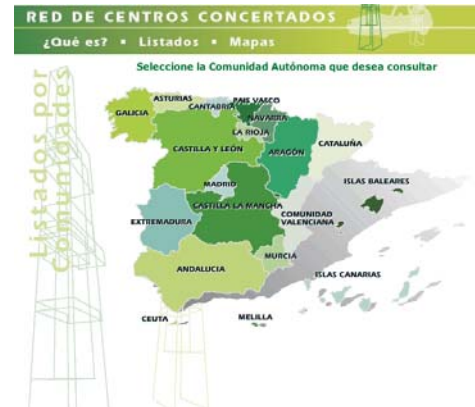 RED DE CENTROS CONCERTADOS
¿Qué es? ▪ Listados ▪ Mapas
Seleccione la Comunidad Autónoma que desea consultar
Listados por
Comunidades
ASTURIAS
CANTABRIA
PAIS VASCO
GALICIA
NAVARRA
LA RIOJA
CASTILLA Y LEÓN
ARAGÓN
CATALUÑA
MADRID
ISLAS BALEARES
CASTILLA LA MANCHA
EXTREMADURA
COMUNIDAD
VALENCIANA
MURCIA
ANDALUCIA
ISLAS CANARIAS
CEUTA
MELILLA